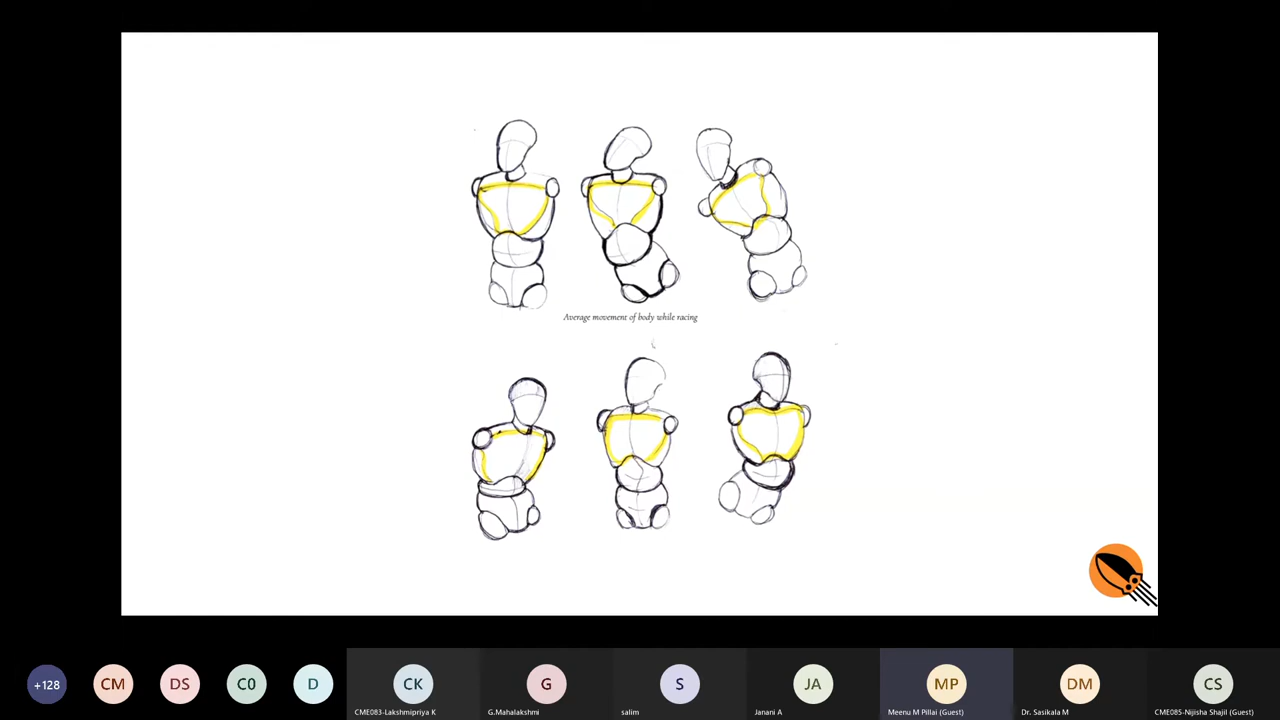 Average movement of body while racing
+128
CM
DS
C0
D
CK
G
S
JA
MP
DM
CS
CME083-Lakshmipriya K
G.Mahalakshmi
salim
Janani A
Meenu M Pillai (Guest)
Dr. Sasikala M
CME085-Nijisha Shajil (Guest)